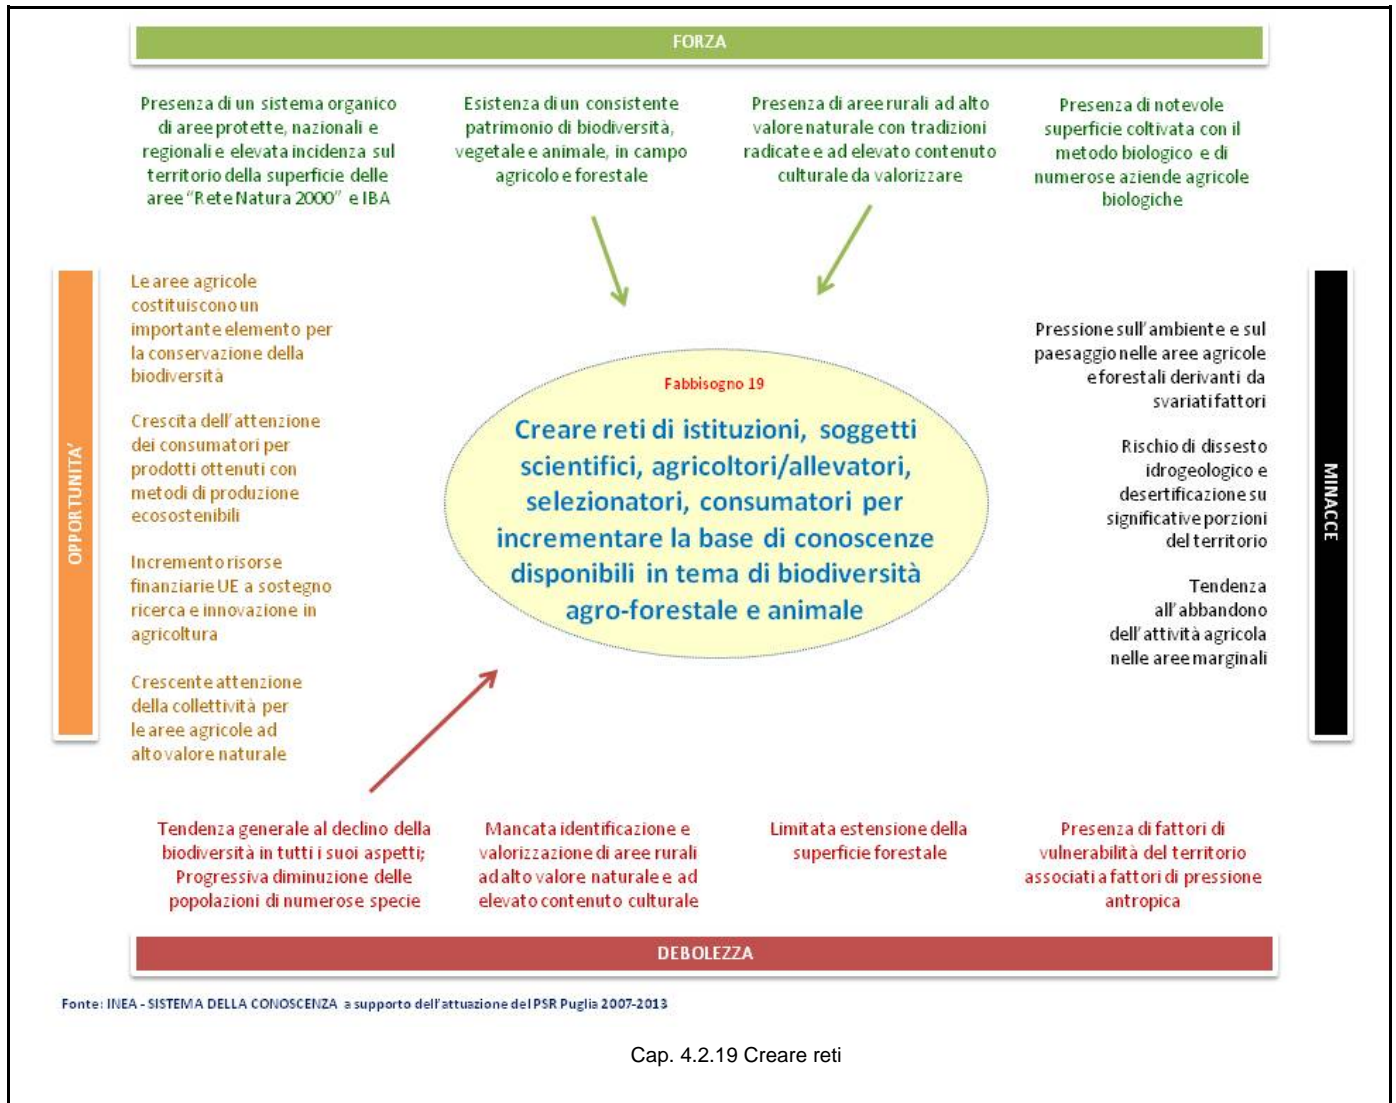 FORZA
Presenza di un sistema organico
di aree protette, nazionali e
regionali e elevata incidenza sul
territorio della superficie delle
aree “Rete Natura 2000” e IBA
Esistenza di un consistente
patrimonio di biodiversità,
vegetale e animale, in campo
agricolo e forestale
Presenza di aree rurali ad alto
valore naturale con tradizioni
radicate e ad elevato contenuto
culturale da valorizzare
Presenza di notevole
superficie coltivata con il
metodo biologico e di
numerose aziende agricole
biologiche
OPPORTUNITA’
Le aree agricole
costituiscono un
importante elemento per
la conservazione della
biodiversità
Crescita dell’attenzione
dei consumatori per
prodotti ottenuti con
metodi di produzione
ecosostenibili
Incremento risorse
finanziarie UE a sostegno
ricerca e innovazione in
agricoltura
Crescente attenzione
della collettività per
le aree agricole ad
alto valore naturale
Fabbisogno 19
Creare reti di istituzioni, soggetti
scientifici, agricoltori/allevatori,
selezionatori, consumatori per
incrementare la base di conoscenze
disponibili in tema di biodiversità
agro-forestale e animale
Pressione sull’ambiente e sul
paesaggio nelle aree agricole
e forestali derivanti da
svariati fattori
Rischio di dissesto
idrogeologico e
desertificazione su
significative porzioni
del territorio
Tendenza
all’abbandono
dell’attività agricola
nelle aree marginali
MINACCE
Tendenza generale al declino della
biodiversità in tutti i suoi aspetti;
Progressiva diminuzione delle
popolazioni di numerose specie
Mancata identificazione e
valorizzazione di aree rurali
ad alto valore naturale e ad
elevato contenuto culturale
Limitata estensione della
superficie forestale
Presenza di fattori di
vulnerabilità del territorio
associati a fattori di pressione
antropica
DEBOLEZZA
Fonte: INEA - SISTEMA DELLA CONOSCENZA a supporto dell’attuazione del PSR Puglia 2007-2013
Cap. 4.2.19 Creare reti